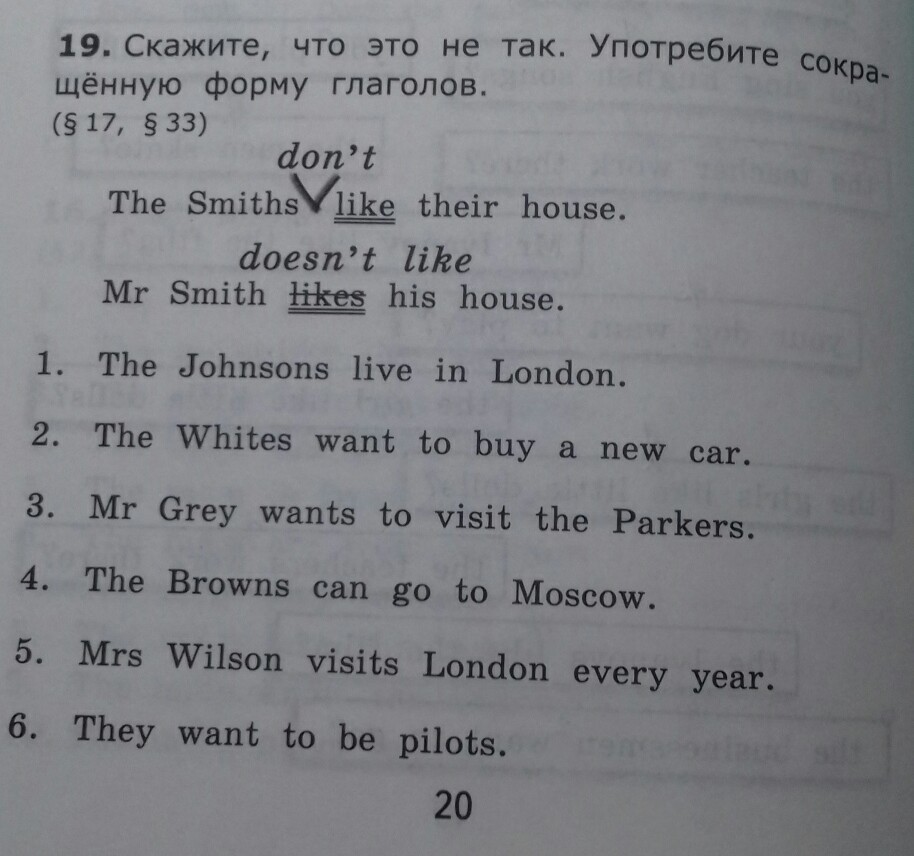 19. Скажите, что это не так. Употребите сокра-
щённую форму глаголов.
(§ 17, § 33)
don't
The Smiths like their house.
doesn't like
Mr Smith likes his house.
1. The Johnsons live in London.
2. The Whites want to buy a new car.
3. Mr Grey wants to visit the Parkers.
4. The Browns can go to Moscow.
5. Mrs Wilson visits London every year.
6. They want to be pilots.
20